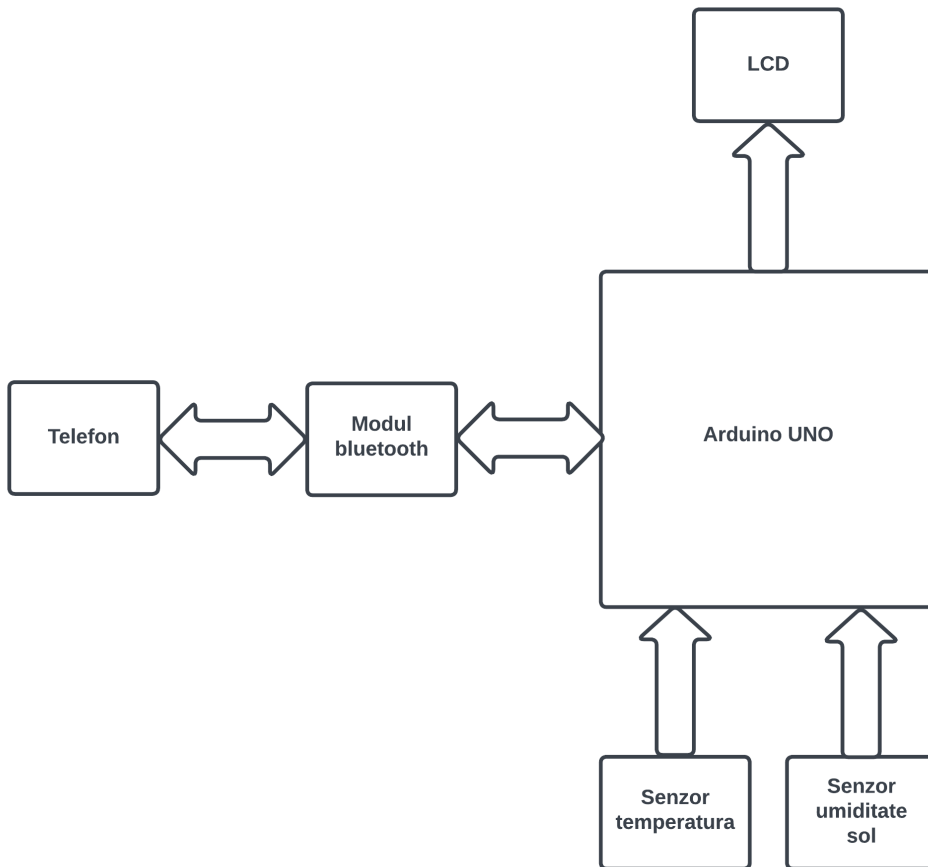 LCD
Telefon
Modul
bluetooth
Arduino UNO
Senzor
temperatura
Senzor
umiditate
sol